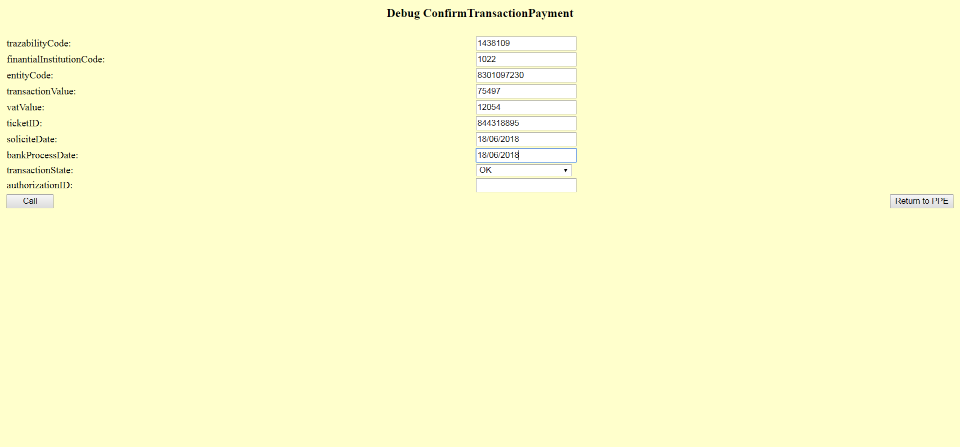 Debug ConfirmTransactionPayment
trazabilityCode: 1438109
finantialInstitutionCode: 1022
entityCode: 8301097230
transactionValue: 75497
vatValue: 12054
ticketID: 844318895
soliciteDate: 18/06/2018
bankProcessDate: 18/06/2018
transactionState: OK
authorizationID:
Call Return to PPE